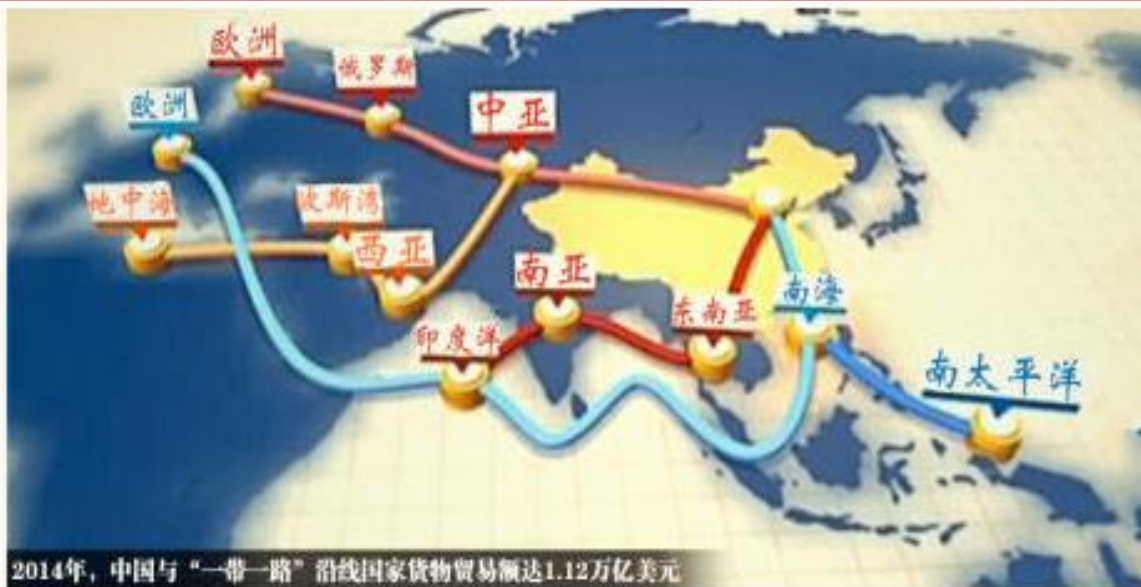 欧洲
俄罗斯
欧洲
中亚
地中海
波斯湾
西亚
南亚
东南亚
南海
印度洋
南太平洋
2014年，中国与“一带一路”沿线国家货物贸易额达1.12万亿美元